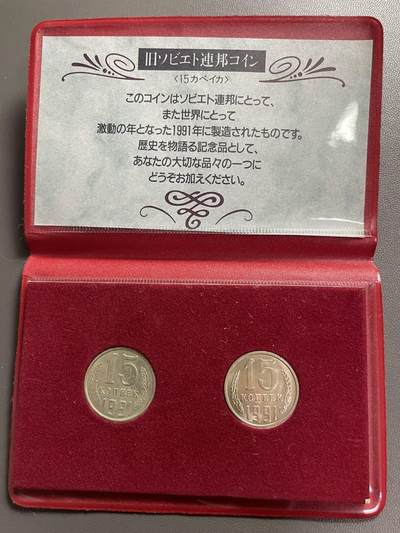 旧ソビエト連邦コイン
〈15カペイカ〉
このコインはソビエト連邦にとって、
また世界にとって
激動の年となった1991年に製造されたものです。
歴史を物語る記念品として、
あなたの大切な品々の一つに
どうぞお加えください。
15
КОПЕЕК
1991
15
КОПЕЕК
1991